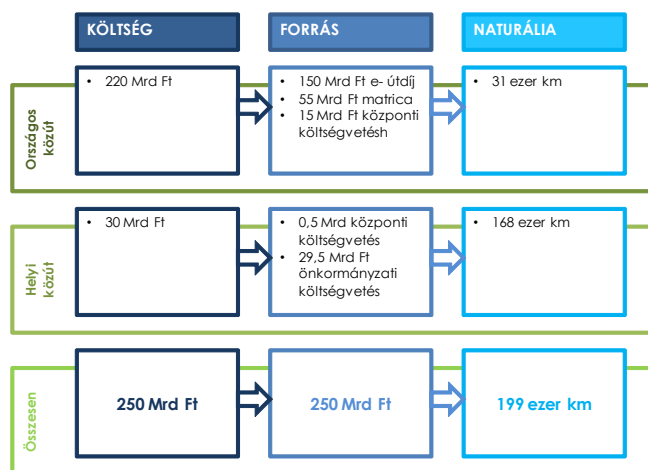 KÖLTSÉG
FORRÁS
NATURÁLIA
Országos
közút
• 220 Mrd Ft
• 150 Mrd Ft e- útdíj
• 55 Mrd Ft matrica
• 15 Mrd Ft központi
költségvetésh
• 31 ezer km
Helyi
közút
• 30 Mrd Ft
• 0,5 Mrd központi
költségvetés
• 29,5 Mrd Ft
önkormányzati
költségvetés
• 168 ezer km
Összesen
250 Mrd Ft
250 Mrd Ft
199 ezer km